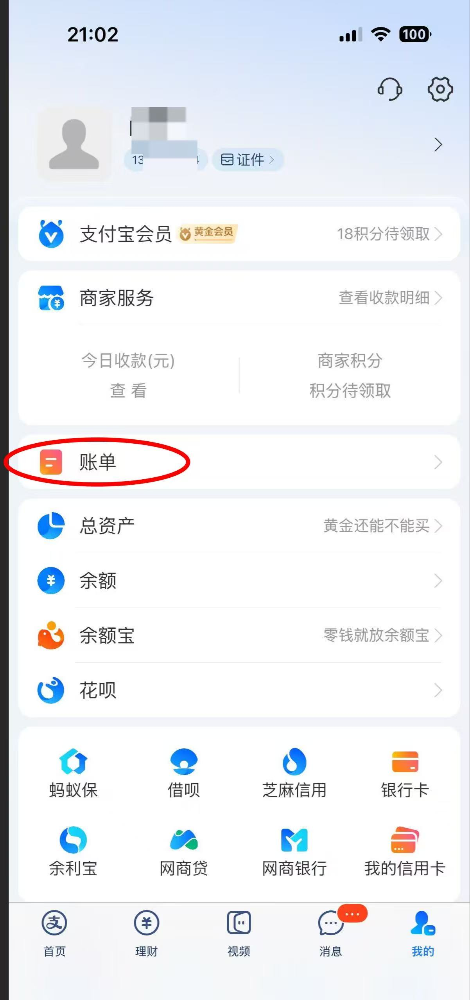 21:02
100
13
证件
支付宝会员 黄金会员 18积分待领取
商家服务 查看收款明细
今日收款(元) 商家积分
查 看 积分待领取
账单
总资产 黄金还能不能买
余额
余额宝 零钱就放余额宝
花呗
蚂蚁保 借呗 芝麻信用 银行卡
余利宝 网商贷 网商银行 我的信用卡
首页 理财 视频 消息 我的